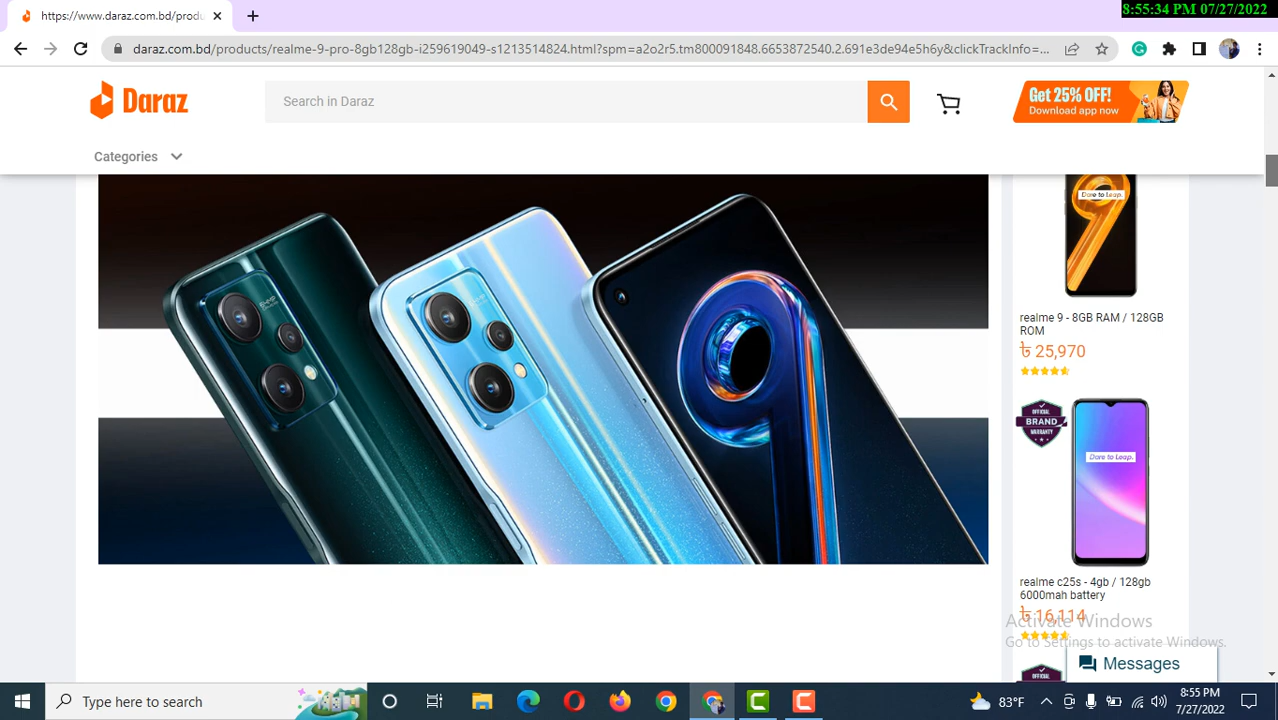 8:55:34 PM 07/27/2022
https://www.daraz.com.bd/produ
daraz.com.bd/products/realme-9-pro-8gb128gb-i259619049-s1213514824.html?spm=a2o2r5.tm800091848.6653872540.2.691e3de94e5h6y&clickTrackInfo=...
Daraz
Search in Daraz
Get 25% OFF!
Download app now
Categories
Dare to Leap.
realme 9 - 8GB RAM / 128GB
ROM
৳ 25,970
OFFICIAL
BRAND
WARRANTY
Dare to Leap.
realme c25s - 4gb / 128gb
6000mah battery
৳ 16,114
Activate Windows
Go to Settings to activate Windows.
OFFICIAL
Messages
Type here to search
83°F
8:55 PM
7/27/2022